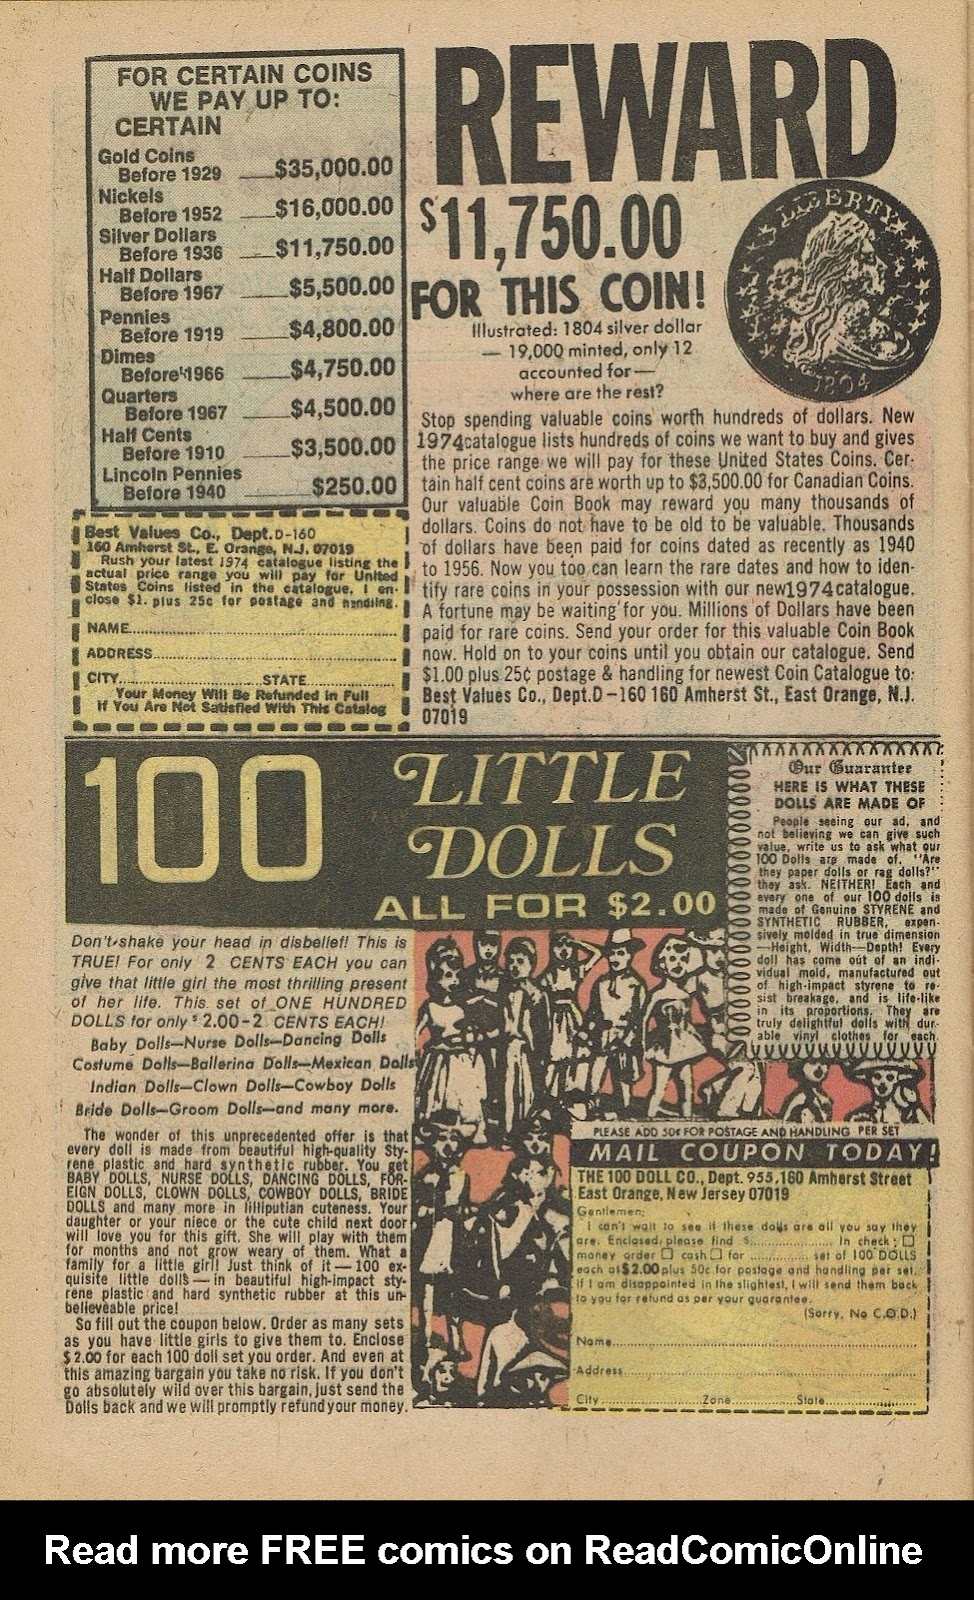 FOR CERTAIN COINS
WE PAY UP TO:
CERTAIN
Gold Coins
Before 1929 $35,000.00
Nickels
Before 1952 $16,000.00
Silver Dollars
Before 1936 $11,750.00
Half Dollars
Before 1967 $5,500.00
Pennies
Before 1919 $4,800.00
Dimes
Before 1966 $4,750.00
Quarters
Before 1967 $4,500.00
Half Cents
Before 1910 $3,500.00
Lincoln Pennies
Before 1940 $250.00
Best Values Co., Dept. D-160
160 Amherst St., E. Orange, N.J. 07019
Rush your latest 1974 catalogue listing the
actual price range you will pay for United
States Coins listed in the catalogue, I en-
close $1. plus 25c for postage and handling.
NAME
ADDRESS
CITY STATE
Your Money Will Be Refunded in Full
If You Are Not Satisfied With This Catalog
REWARD
$11,750.00
FOR THIS COIN!
LIBERTY
1804
Illustrated: 1804 silver dollar
— 19,000 minted, only 12
accounted for —
where are the rest?
Stop spending valuable coins worth hundreds of dollars. New
1974 catalogue lists hundreds of coins we want to buy and gives
the price range we will pay for these United States Coins. Cer-
tain half cent coins are worth up to $3,500.00 for Canadian Coins.
Our valuable Coin Book may reward you many thousands of
dollars. Coins do not have to be old to be valuable. Thousands
of dollars have been paid for coins dated as recently as 1940
to 1956. Now you too can learn the rare dates and how to iden-
tify rare coins in your possession with our new 1974 catalogue.
A fortune may be waiting for you. Millions of Dollars have been
paid for rare coins. Send your order for this valuable Coin Book
now. Hold on to your coins until you obtain our catalogue. Send
$1.00 plus 25¢ postage & handling for newest Coin Catalogue to:
Best Values Co., Dept. D-160 160 Amherst St., East Orange, N.J.
07019
100 LITTLE
DOLLS
ALL FOR $2.00
Don't shake your head in disbelief! This is
TRUE! For only 2 CENTS EACH you can
give that little girl the most thrilling present
of her life. This set of ONE HUNDRED
DOLLS for only $2.00-2 CENTS EACH!
Baby Dolls—Nurse Dolls—Dancing Dolls
Costume Dolls—Ballerina Dolls—Mexican Dolls
Indian Dolls—Clown Dolls—Cowboy Dolls
Bride Dolls—Groom Dolls—and many more.
The wonder of this unprecedented offer is that
every doll is made from beautiful high-quality Sty-
rene plastic and hard synthetic rubber. You get
BABY DOLLS, NURSE DOLLS, DANCING DOLLS, FOR-
EIGN DOLLS, CLOWN DOLLS, COWBOY DOLLS, BRIDE
DOLLS and many more in lilliputian cuteness. Your
daughter or your niece or the cute child next door
will love you for this gift. She will play with them
for months and not grow weary of them. What a
family for a little girl! Just think of it — 100 ex-
quisite little dolls — in beautiful high-impact sty-
rene plastic and hard synthetic rubber at this un-
believeable price!
So fill out the coupon below. Order as many sets
as you have little girls to give them to. Enclose
$2.00 for each 100 doll set you order. And even at
this amazing bargain you take no risk. If you don't
go absolutely wild over this bargain, just send the
Dolls back and we will promptly refund your money.
Our Guarantee
HERE IS WHAT THESE
DOLLS ARE MADE OF
People seeing our ad, and
not believing we can give such
value, write us to ask what our
100 Dolls are made of. "Are
they paper dolls or rag dolls?"
they ask. NEITHER! Each and
every one of our 100 dolls is
made of Genuine STYRENE and
SYNTHETIC RUBBER, expen-
sively molded in true dimension
—Height, Width—Depth! Every
doll has come out of an indi-
vidual mold, manufactured out
of high-impact styrene to re-
sist breakage, and is life-like
in its proportions. They are
truly delightful dolls with dur-
able vinyl clothes for each.
PLEASE ADD 50¢ FOR POSTAGE AND HANDLING PER SET
MAIL COUPON TODAY!
THE 100 DOLL CO., Dept. 955, 160 Amherst Street
East Orange, New Jersey 07019
Gentlemen;
I can't wait to see if these dolls are all you say they
are. Enclosed, please find $ In check; ☐
money order ☐ cash ☐ for set of 100 DOLLS
each at $2.00 plus 50c for postage and handling per set.
If I am disappointed in the slightest, I will send them back
to you for refund as per your guarantee.
(Sorry, No C.O.D.)
Name
Address
City Zone State
Read more FREE comics on ReadComicOnline